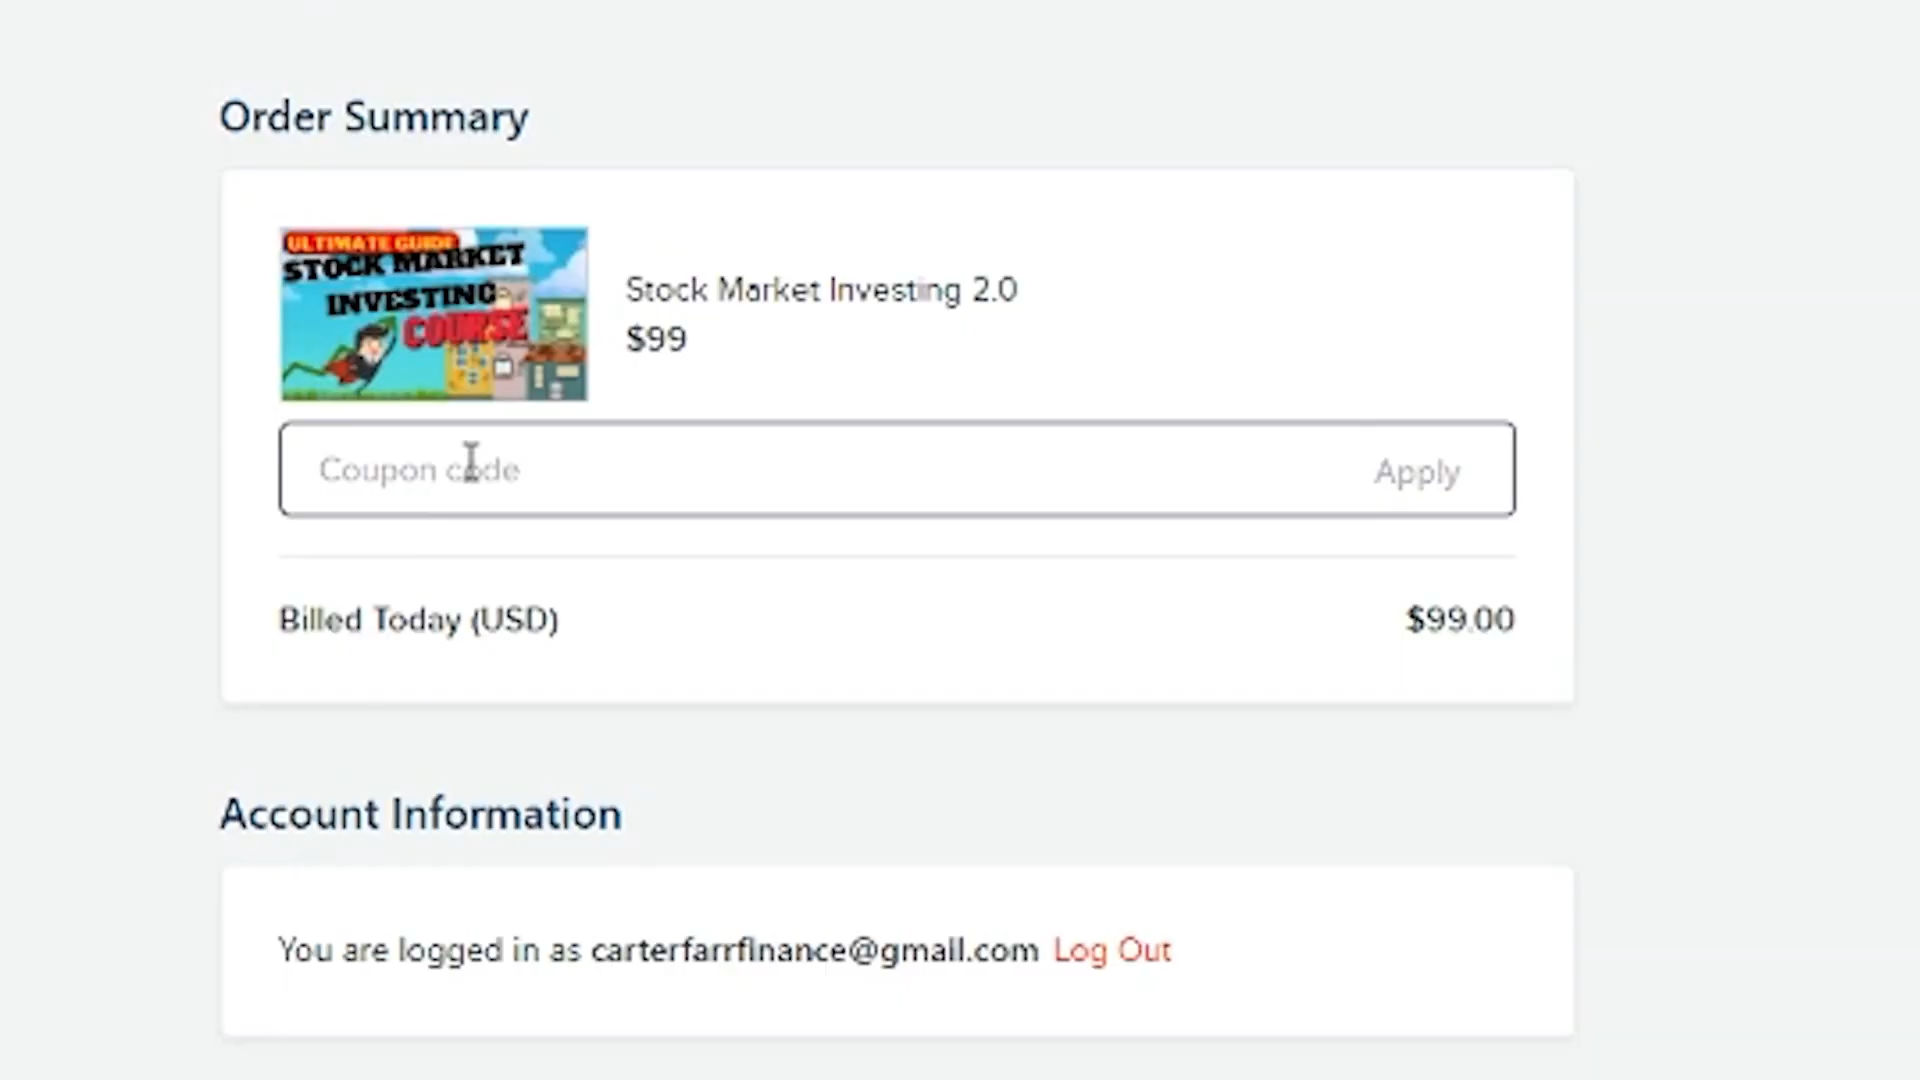 Order Summary
ULTIMATE GUIDE
STOCK MARKET
INVESTING
COURSE
Stock Market Investing 2.0
$99
Coupon code
Apply
Billed Today (USD)
$99.00
Account Information
You are logged in as carterfarrfinance@gmail.com Log Out